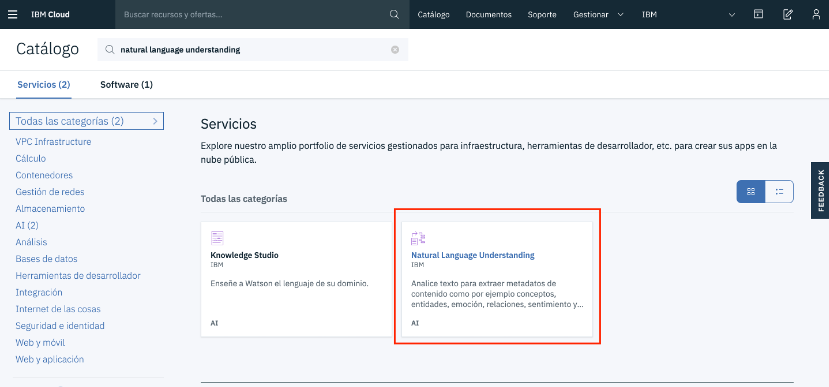 IBM Cloud
Buscar recursos y ofertas...
Catálogo
Documentos
Soporte
Gestionar
IBM
Catálogo
natural language understanding
Servicios (2)
Software (1)
Todas las categorías (2)
VPC Infrastructure
Cálculo
Contenedores
Gestión de redes
Almacenamiento
AI (2)
Análisis
Bases de datos
Herramientas de desarrollador
Integración
Internet de las cosas
Seguridad e identidad
Web y móvil
Web y aplicación
Servicios
Explore nuestro amplio portfolio de servicios gestionados para infraestructura, herramientas de desarrollador, etc. para crear sus apps en la
nube pública.
Todas las categorías
Knowledge Studio
IBM
Enseñe a Watson el lenguaje de su dominio.
AI
Natural Language Understanding
IBM
Analice texto para extraer metadatos de
contenido como por ejemplo conceptos,
entidades, emoción, relaciones, sentimiento y...
AI
FEEDBACK